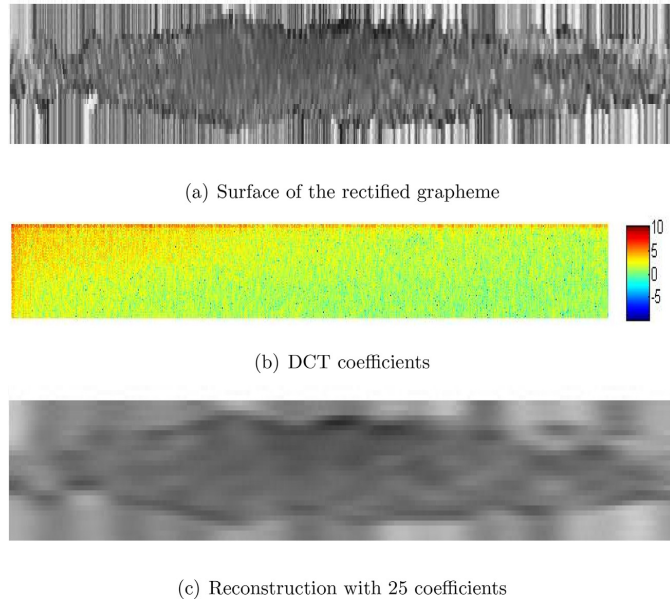 (a) Surface of the rectified grapheme
10
5
0
-5
(b) DCT coefficients
(c) Reconstruction with 25 coefficients